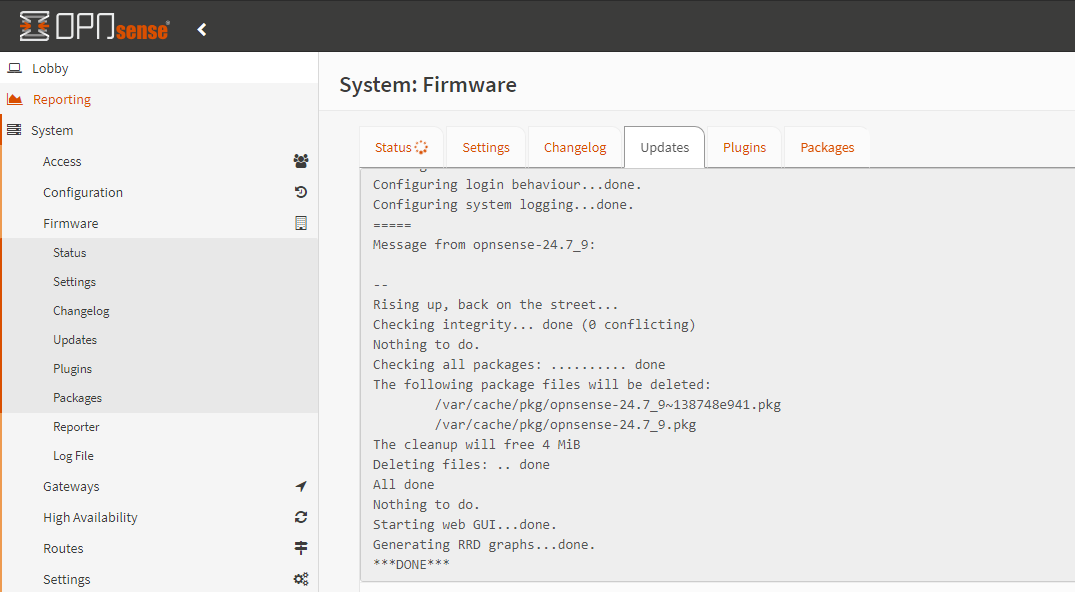 OPNsense
Lobby
Reporting
System
Access
Configuration
Firmware
Status
Settings
Changelog
Updates
Plugins
Packages
Reporter
Log File
Gateways
High Availability
Routes
Settings
System: Firmware
Status Settings Changelog Updates Plugins Packages
Configuring login behaviour...done.
Configuring system logging...done.
=====
Message from opnsense-24.7_9:
--
Rising up, back on the street...
Checking integrity... done (0 conflicting)
Nothing to do.
Checking all packages: .......... done
The following package files will be deleted:
/var/cache/pkg/opnsense-24.7_9~138748e941.pkg
/var/cache/pkg/opnsense-24.7_9.pkg
The cleanup will free 4 MiB
Deleting files: .. done
All done
Nothing to do.
Starting web GUI...done.
Generating RRD graphs...done.
***DONE***